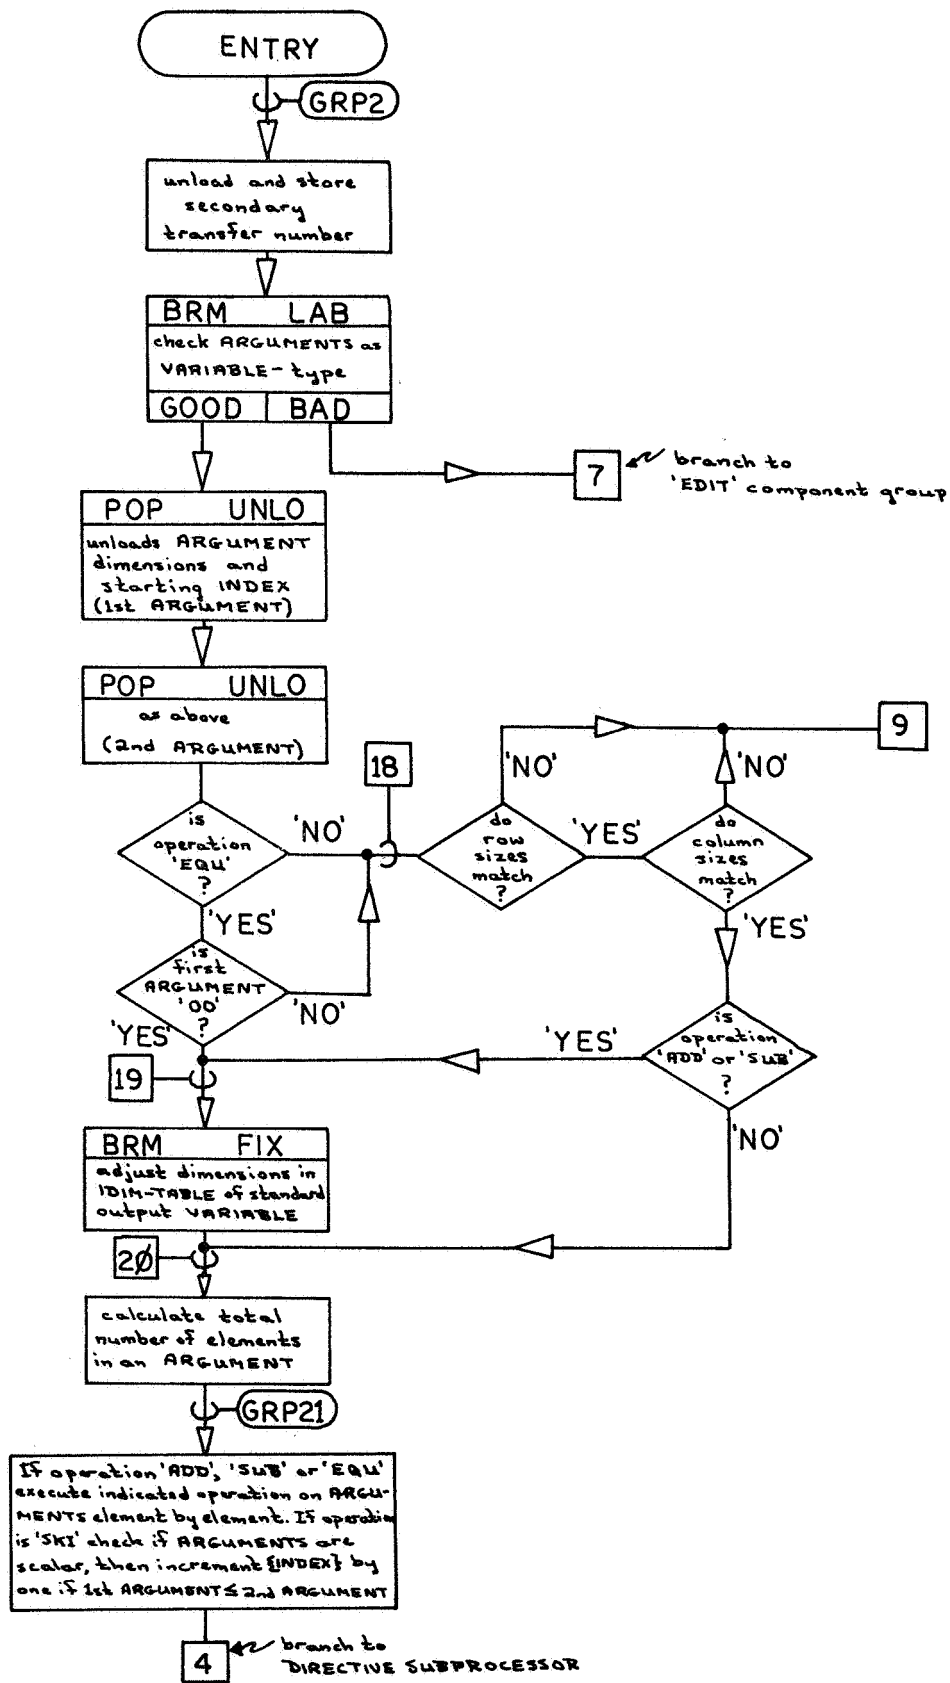 ENTRY
GRP2
unload and store
secondary
transfer number
BRM LAB
check ARGUMENTS as
VARIABLE-type
GOOD BAD
7
branch to
'EDIT' component group
POP UNLO
unloads ARGUMENT
dimensions and
starting INDEX
(1st ARGUMENT)
POP UNLO
as above
(2nd ARGUMENT)
18
9
'NO'
'NO'
is
operation
'EQU'
?
'NO'
do
row
sizes
match
?
'YES'
do
column
sizes
match
?
'YES'
'YES'
is
first
ARGUMENT
'00'
?
'NO'
'YES'
19
'YES'
is
operation
'ADD' or 'SUB'
?
'NO'
BRM FIX
adjust dimensions in
IDIM-TABLE of standard
output VARIABLE
2Ø
calculate total
number of elements
in an ARGUMENT
GRP21
If operation 'ADD', 'SUB' or 'EQU'
execute indicated operation on ARGU-
MENTS element by element. If operation
is 'SKI' check if ARGUMENTS are
scalar, then increment {INDEX} by
one if 1st ARGUMENT ≤ 2nd ARGUMENT
4
branch to
DIRECTIVE SUBPROCESSOR